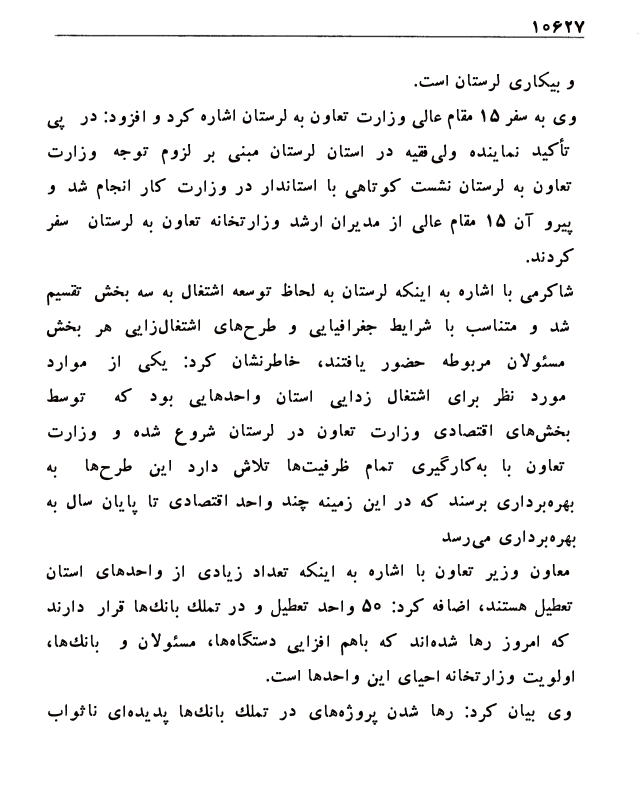 ۱۰۶۲۷
و بیکاری لرستان است.
وی به سفر ۱۵ مقام عالی وزارت تعاون به لرستان اشاره کرد و افزود: در پی
تأکید نماینده ولی‌فقیه در استان لرستان مبنی بر لزوم توجه وزارت
تعاون به لرستان نشست کوتاهی با استاندار در وزارت کار انجام شد و
پیرو آن ۱۵ مقام عالی از مدیران ارشد وزارتخانه تعاون به لرستان سفر
کردند.
شاکرمی با اشاره به اینکه لرستان به لحاظ توسعه اشتغال به سه بخش تقسیم
شد و متناسب با شرایط جغرافیایی و طرح‌های اشتغال‌زایی هر بخش
مسئولان مربوطه حضور یافتند، خاطرنشان کرد: یکی از موارد
مورد نظر برای اشتغال زدایی استان واحدهایی بود که توسط
بخش‌های اقتصادی وزارت تعاون در لرستان شروع شده و وزارت
تعاون با به‌کارگیری تمام ظرفیت‌ها تلاش دارد این طرح‌ها به
بهره‌برداری برسند که در این زمینه چند واحد اقتصادی تا پایان سال به
بهره‌برداری می‌رسد
معاون وزیر تعاون با اشاره به اینکه تعداد زیادی از واحدهای استان
تعطیل هستند، اضافه کرد: ۵۰ واحد تعطیل و در تملك بانك‌ها قرار دارند
که امروز رها شده‌اند که باهم افزایی دستگاه‌ها، مسئولان و بانك‌ها،
اولویت وزارتخانه احیای این واحدها است.
وی بیان کرد: رها شدن پروژه‌های در تملك بانك‌ها پدیده‌ای ناثواب